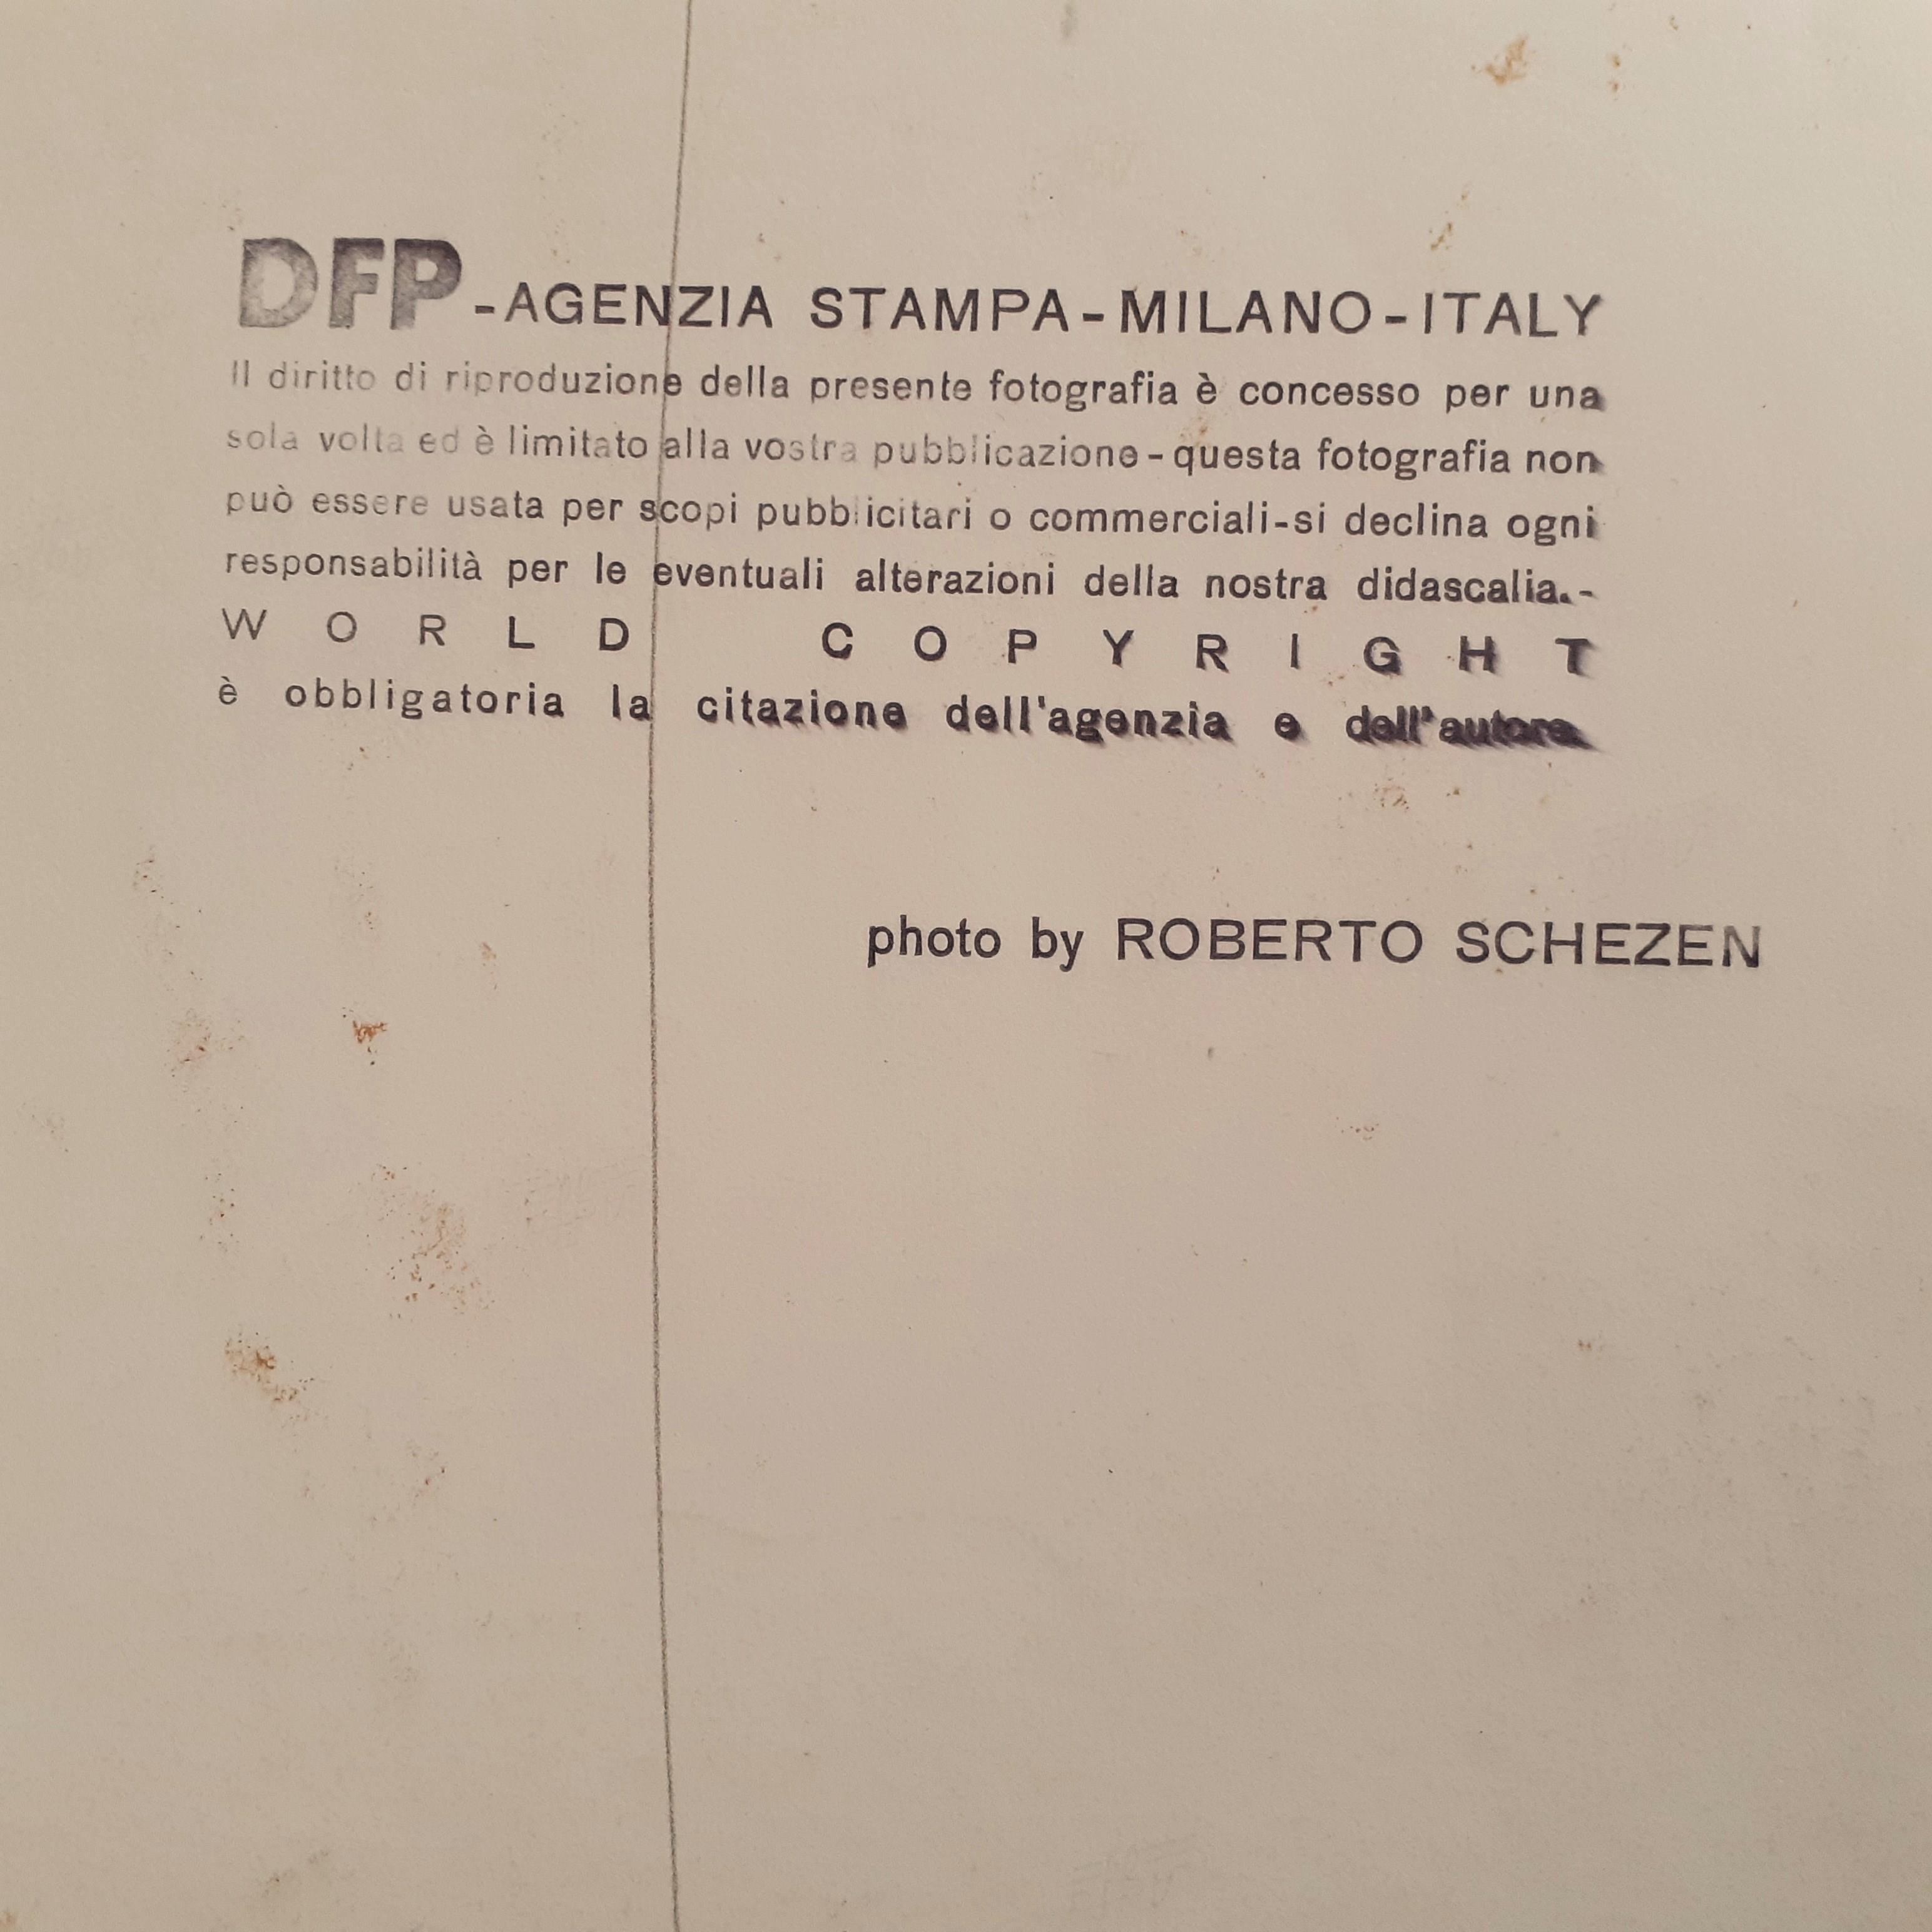 DFP-AGENZIA STAMPA-MILANO-ITALY
Il diritto di riproduzione della presente fotografia è concesso per una
sola volta ed è limitato alla vostra pubblicazione-questa fotografia non
può essere usata per scopi pubblicitari o commerciali-si declina ogni
responsabilità per le eventuali alterazioni della nostra didascalia.-
WORLD COPYRIGHT
è obbligatoria la citazione dell'agenzia e dell'autore
photo by ROBERTO SCHEZEN